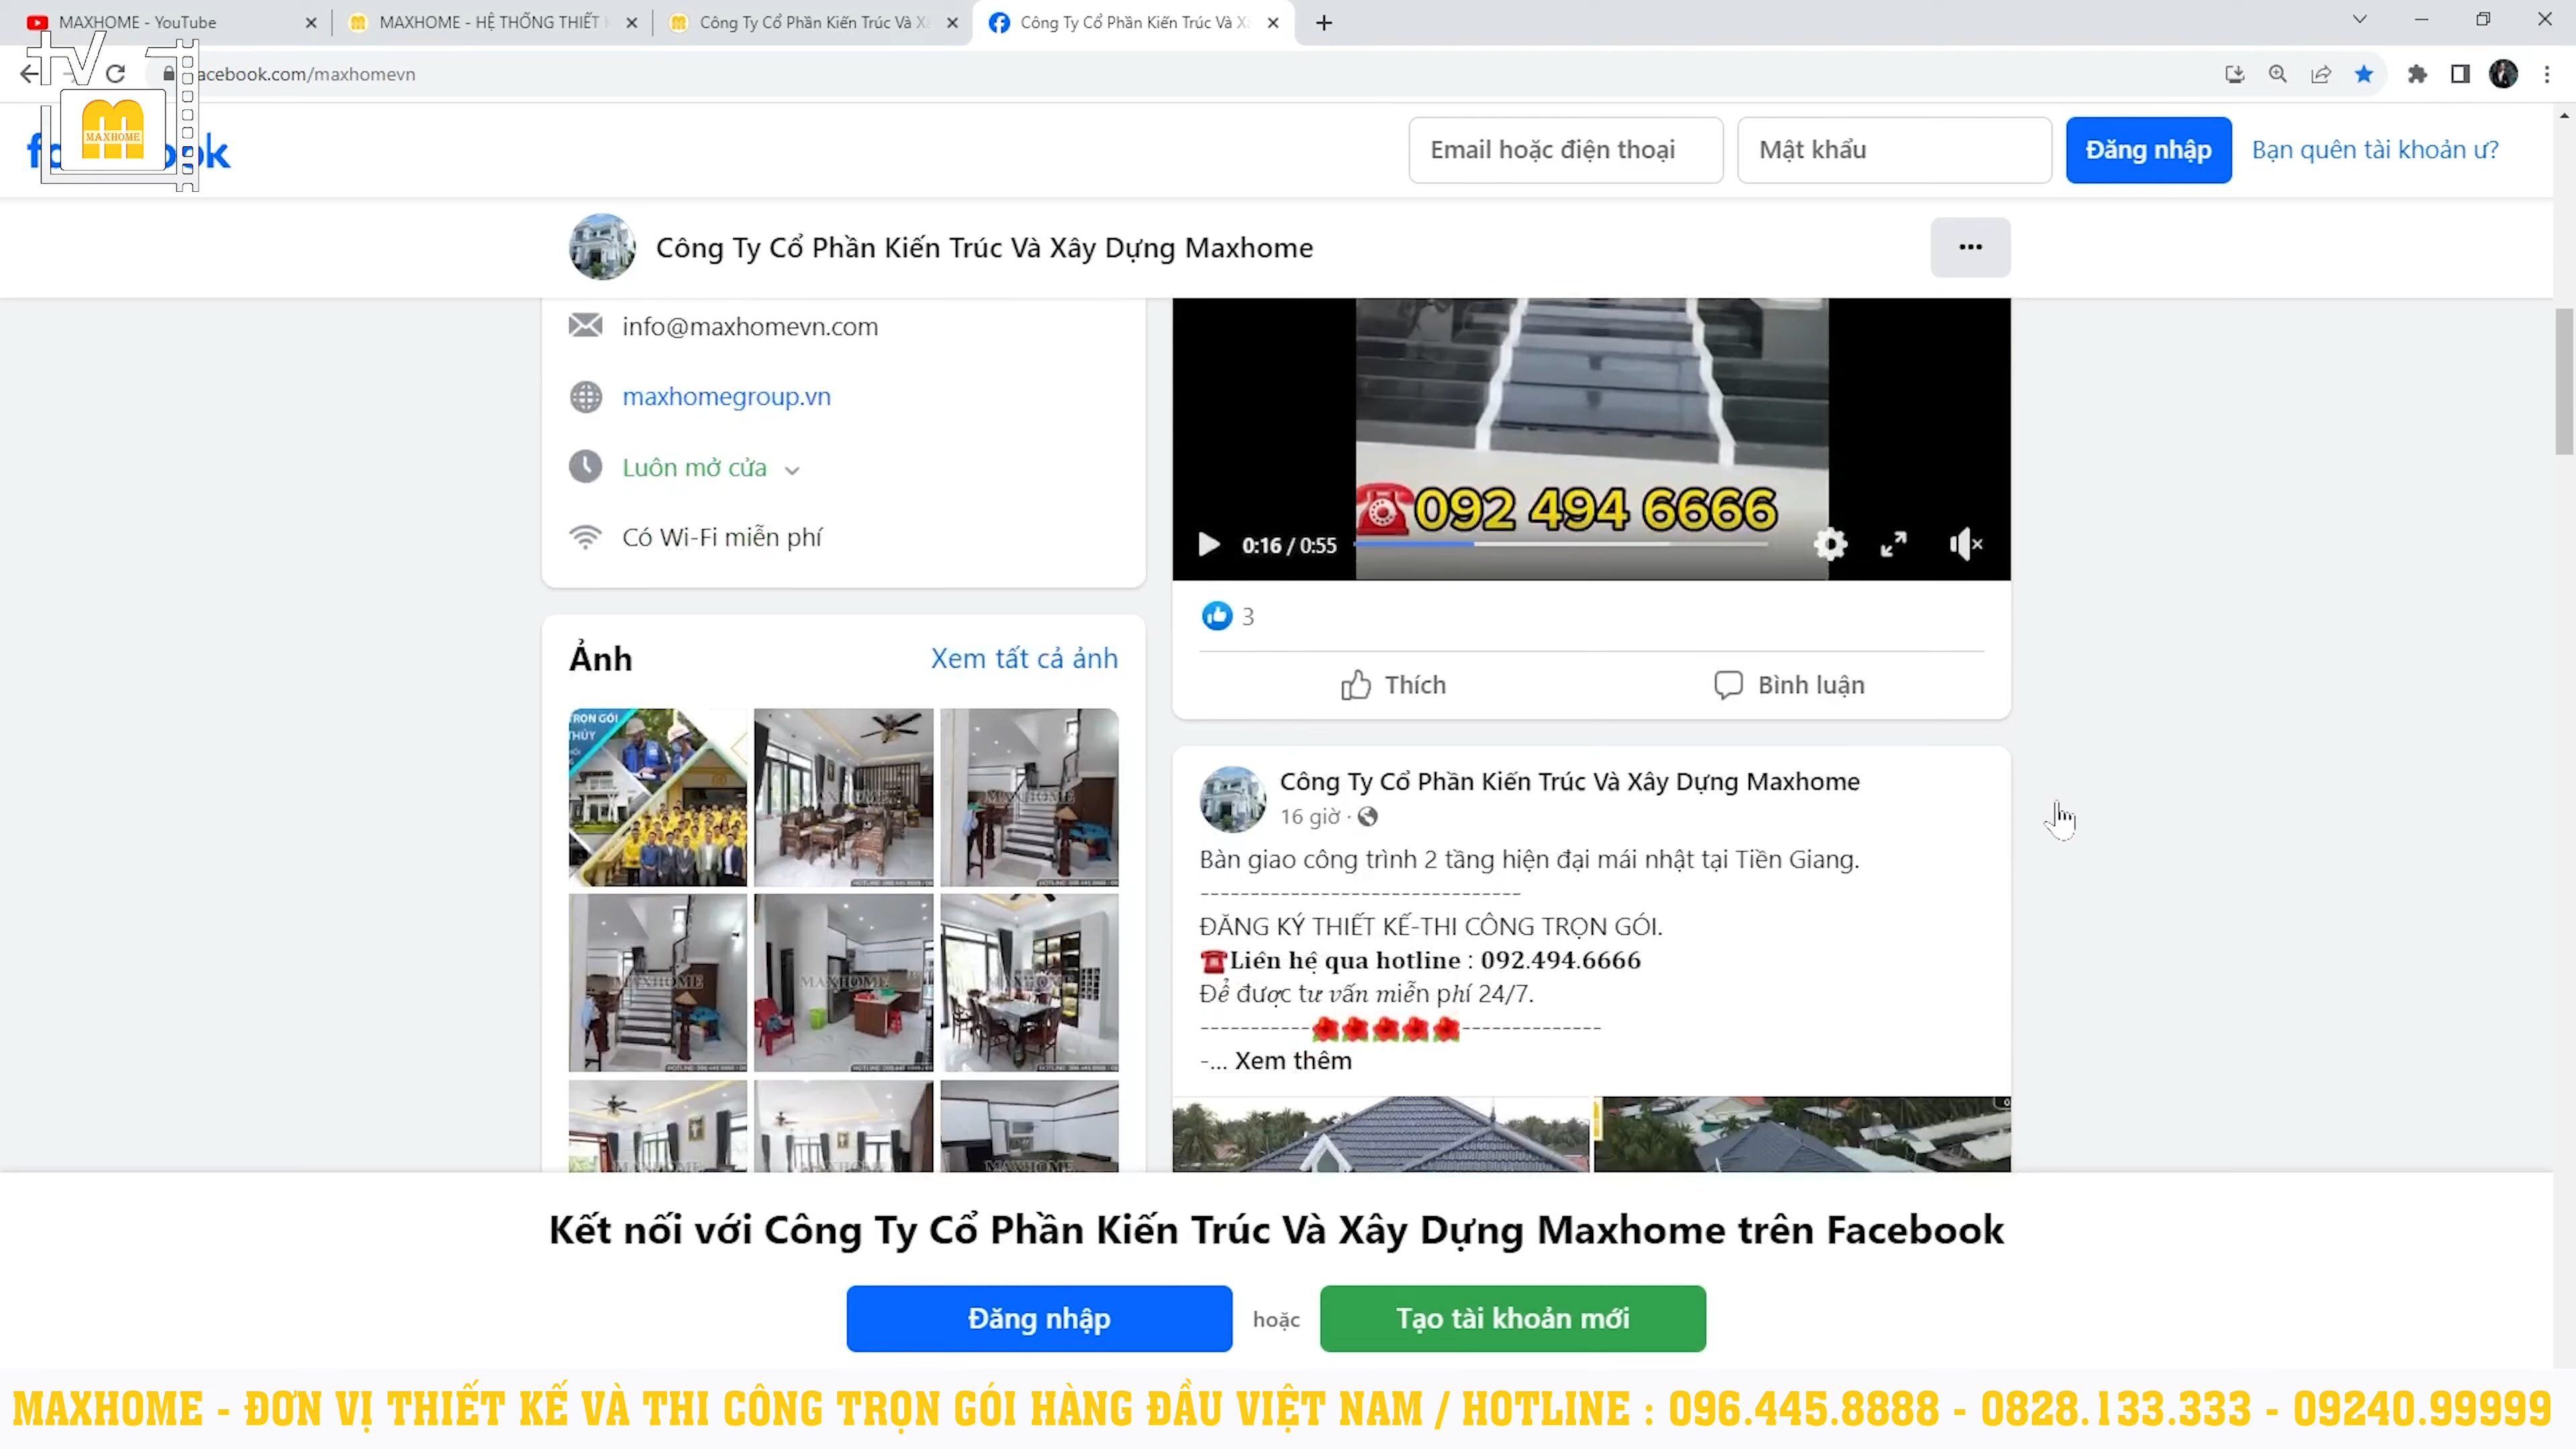 MAXHOME - YouTube
MAXHOME - HỆ THỐNG THIẾT
Công Ty Cổ Phần Kiến Trúc Và X
Công Ty Cổ Phần Kiến Trúc Và X
acebook.com/maxhomevn
TV
MAXHOME
Email hoặc điện thoại
Mật khẩu
Đăng nhập
Bạn quên tài khoản ư?
Công Ty Cổ Phần Kiến Trúc Và Xây Dựng Maxhome
info@maxhomevn.com
maxhomegroup.vn
Luôn mở cửa
Có Wi-Fi miễn phí
092 494 6666
0:16 / 0:55
3
Thích
Bình luận
Ảnh
Xem tất cả ảnh
TRỌN GÓI
MAXHOME
MAXHOME
MAXHOME
MAXHOME
Công Ty Cổ Phần Kiến Trúc Và Xây Dựng Maxhome
16 giờ ·
Bàn giao công trình 2 tầng hiện đại mái nhật tại Tiền Giang.
--------------------------------
ĐĂNG KÝ THIẾT KẾ-THI CÔNG TRỌN GÓI.
☎️Liên hệ qua hotline : 092.494.6666
Để được tư vấn miễn phí 24/7.
-----------🌺🌺🌺🌺🌺--------------
-... Xem thêm
Kết nối với Công Ty Cổ Phần Kiến Trúc Và Xây Dựng Maxhome trên Facebook
Đăng nhập
hoặc
Tạo tài khoản mới
MAXHOME - ĐƠN VỊ THIẾT KẾ VÀ THI CÔNG TRỌN GÓI HÀNG ĐẦU VIỆT NAM / HOTLINE : 096.445.8888 - 0828.133.333 - 09240.99999